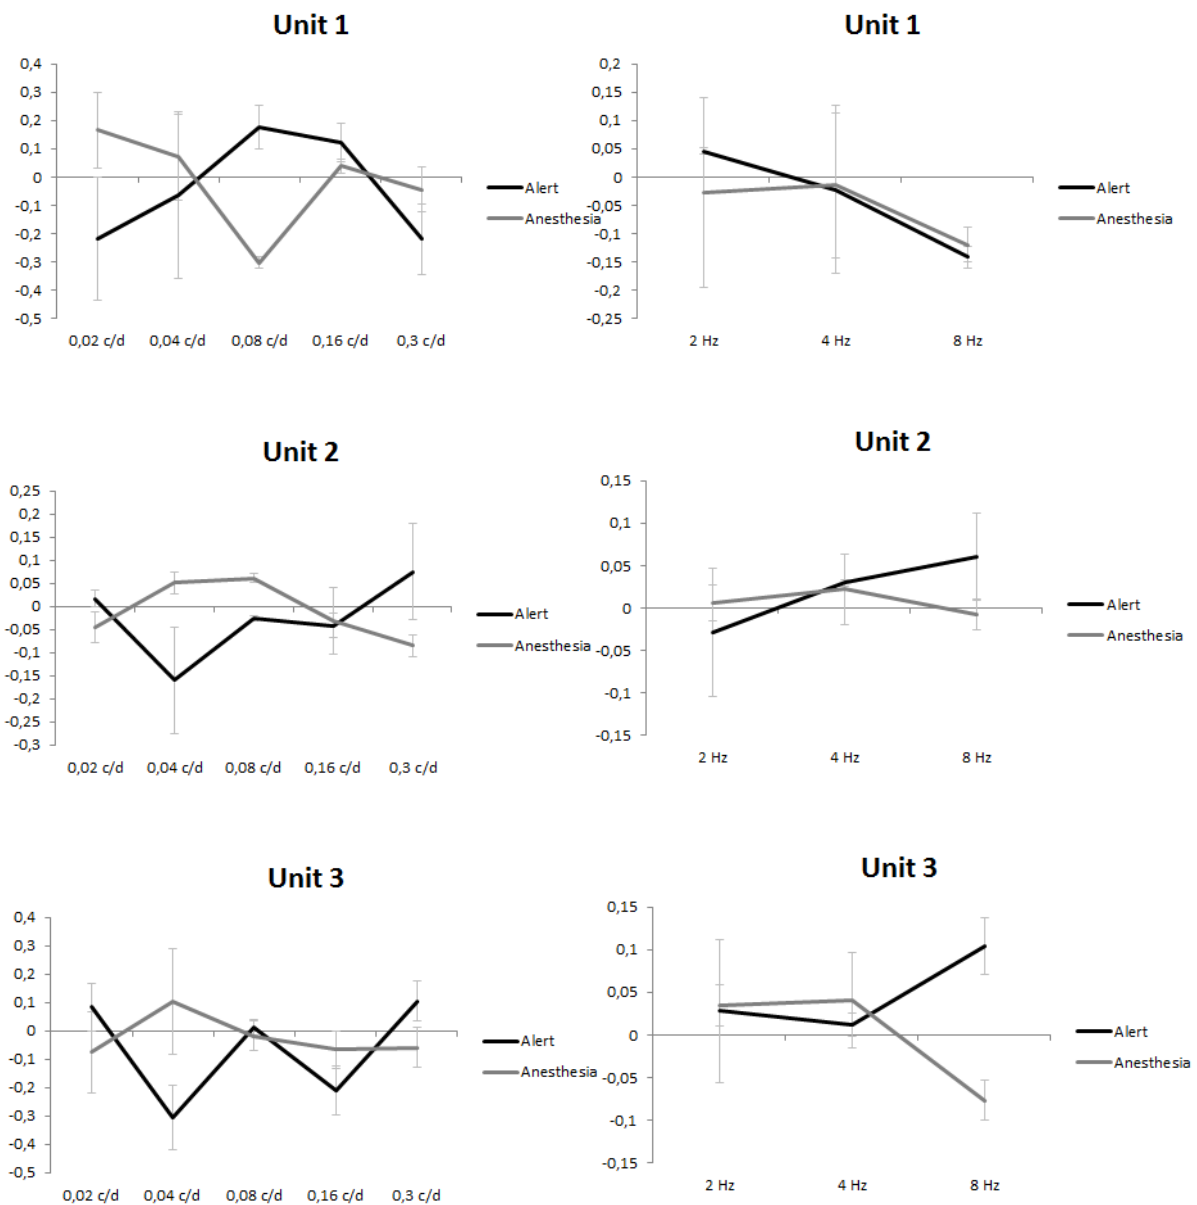 Unit 1
0,4
0,3
0,2
0,1
0
-0,1
-0,2
-0,3
-0,4
-0,5
0,02 c/d 0,04 c/d 0,08 c/d 0,16 c/d 0,3 c/d
Alert
Anesthesia
Unit 1
0,2
0,15
0,1
0,05
0
-0,05
-0,1
-0,15
-0,2
-0,25
2 Hz 4 Hz 8 Hz
Alert
Anesthesia
Unit 2
0,25
0,2
0,15
0,1
0,05
0
-0,05
-0,1
-0,15
-0,2
-0,25
-0,3
0,02 c/d 0,04 c/d 0,08 c/d 0,16 c/d 0,3 c/d
Alert
Anesthesia
Unit 2
0,15
0,1
0,05
0
-0,05
-0,1
-0,15
2 Hz 4 Hz 8 Hz
Alert
Anesthesia
Unit 3
0,4
0,3
0,2
0,1
0
-0,1
-0,2
-0,3
-0,4
-0,5
0,02 c/d 0,04 c/d 0,08 c/d 0,16 c/d 0,3 c/d
Alert
Anesthesia
Unit 3
0,15
0,1
0,05
0
-0,05
-0,1
-0,15
2 Hz 4 Hz 8 Hz
Alert
Anesthesia